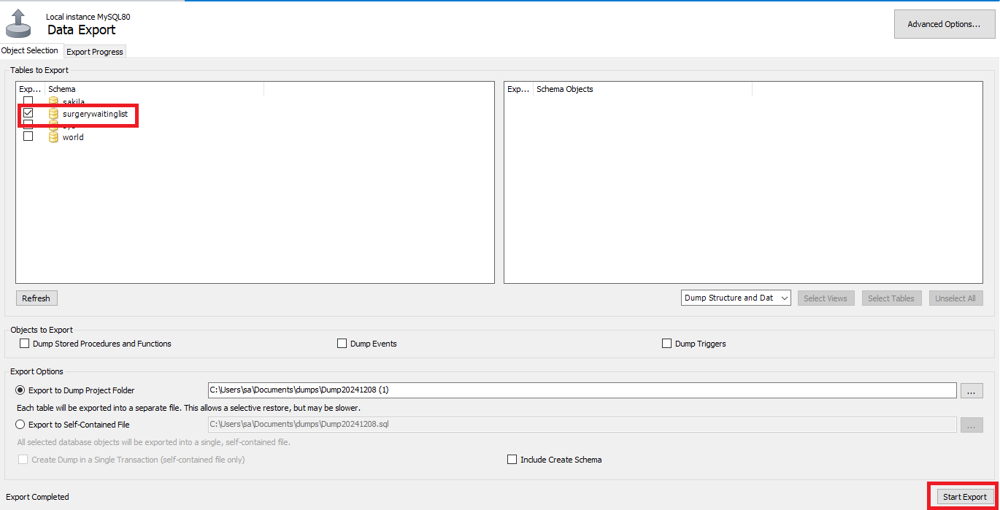 Local instance MySQL80
Data Export
Advanced Options...
Object Selection
Export Progress
Tables to Export
Exp... Schema
sakila
surgerywaitinglist
world
Exp... Schema Objects
Refresh
Dump Structure and Dat
Select Views
Select Tables
Unselect All
Objects to Export
Dump Stored Procedures and Functions
Dump Events
Dump Triggers
Export Options
Export to Dump Project Folder
C:\Users\sa\Documents\dumps\Dump20241208 (1)
...
Each table will be exported into a separate file. This allows a selective restore, but may be slower.
Export to Self-Contained File
C:\Users\sa\Documents\dumps\Dump20241208.sql
...
All selected database objects will be exported into a single, self-contained file.
Create Dump in a Single Transaction (self-contained file only)
Include Create Schema
Export Completed
Start Export